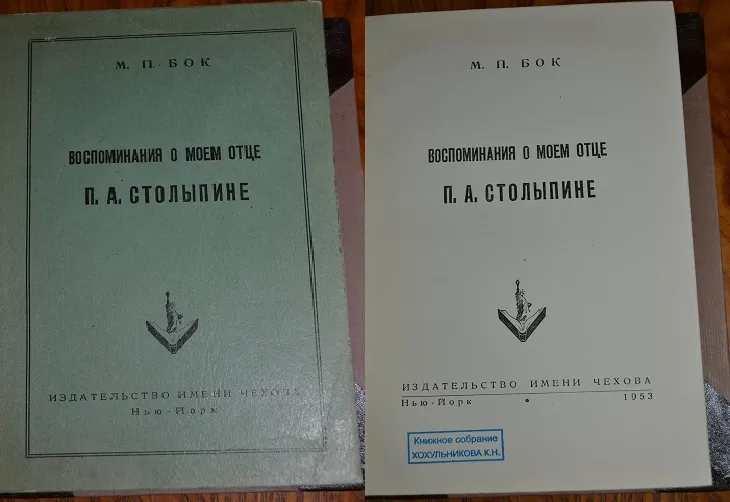 М. П. БОК
ВОСПОМИНАНИЯ О МОЕМ ОТЦЕ
П. А. СТОЛЫПИНЕ
ИЗДАТЕЛЬСТВО ИМЕНИ ЧЕХОВА
Нью-Йорк
М. П. БОК
ВОСПОМИНАНИЯ О МОЕМ ОТЦЕ
П. А. СТОЛЫПИНЕ
ИЗДАТЕЛЬСТВО ИМЕНИ ЧЕХОВА
Нью-Йорк • 1953
Книжное собрание
ХОХУЛЬНИКОВА К.Н.